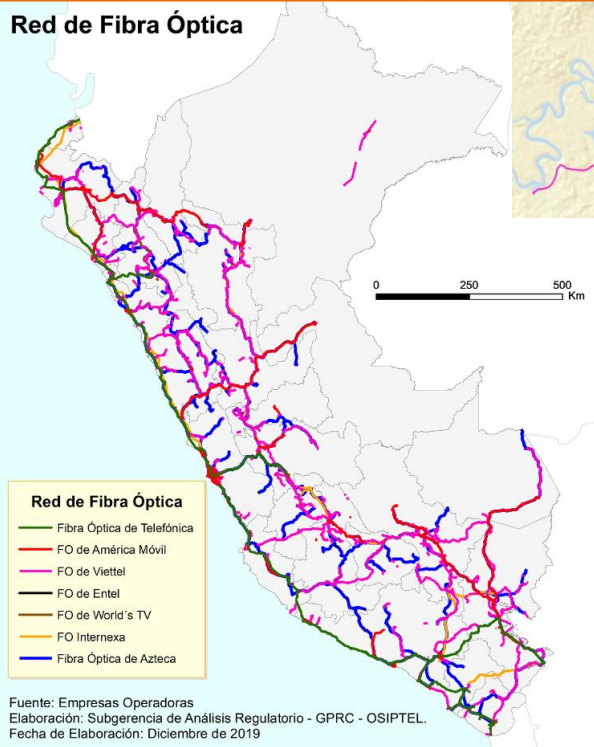 Red de Fibra Óptica
0 250 500
Km
Red de Fibra Óptica
Fibra Óptica de Telefónica
FO de América Móvil
FO de Viettel
FO de Entel
FO de World´s TV
FO Internexa
Fibra Óptica de Azteca
Fuente: Empresas Operadoras
Elaboración: Subgerencia de Análisis Regulatorio - GPRC - OSIPTEL.
Fecha de Elaboración: Diciembre de 2019